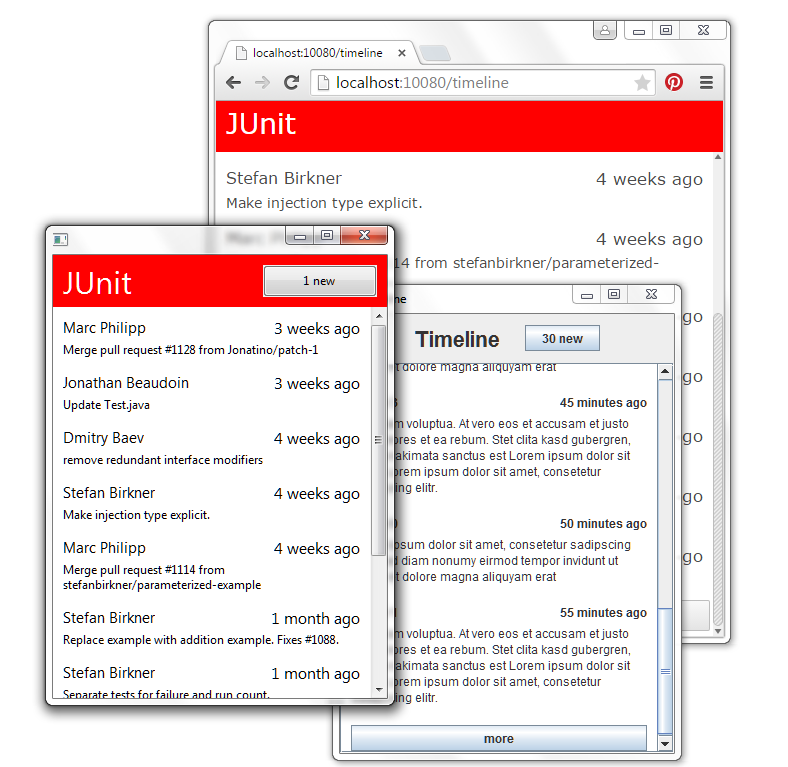 localhost:10080/timeline
localhost:10080/timeline
JUnit
Stefan Birkner
4 weeks ago
Make injection type explicit.
4 weeks ago
14 from stefanbirkner/parameterized-
ago
ago
ago
ago
ago
JUnit
1 new
Marc Philipp
3 weeks ago
Merge pull request #1128 from Jonatino/patch-1
Jonathan Beaudoin
3 weeks ago
Update Test.java
Dmitry Baev
4 weeks ago
remove redundant interface modifiers
Stefan Birkner
4 weeks ago
Make injection type explicit.
Marc Philipp
4 weeks ago
Merge pull request #1114 from
stefanbirkner/parameterized-example
Stefan Birkner
1 month ago
Replace example with addition example. Fixes #1088.
Stefan Birkner
1 month ago
Separate tests for failure and run count.
Timeline
30 new
t dolore magna aliquyam erat
45 minutes ago
m voluptua. At vero eos et accusam et justo
ores et ea rebum. Stet clita kasd gubergren,
akimata sanctus est Lorem ipsum dolor sit
orem ipsum dolor sit amet, consetetur
ing elitr.
50 minutes ago
psum dolor sit amet, consetetur sadipscing
d diam nonumy eirmod tempor invidunt ut
t dolore magna aliquyam erat
55 minutes ago
m voluptua. At vero eos et accusam et justo
ores et ea rebum. Stet clita kasd gubergren,
akimata sanctus est Lorem ipsum dolor sit
orem ipsum dolor sit amet, consetetur
ing elitr.
more